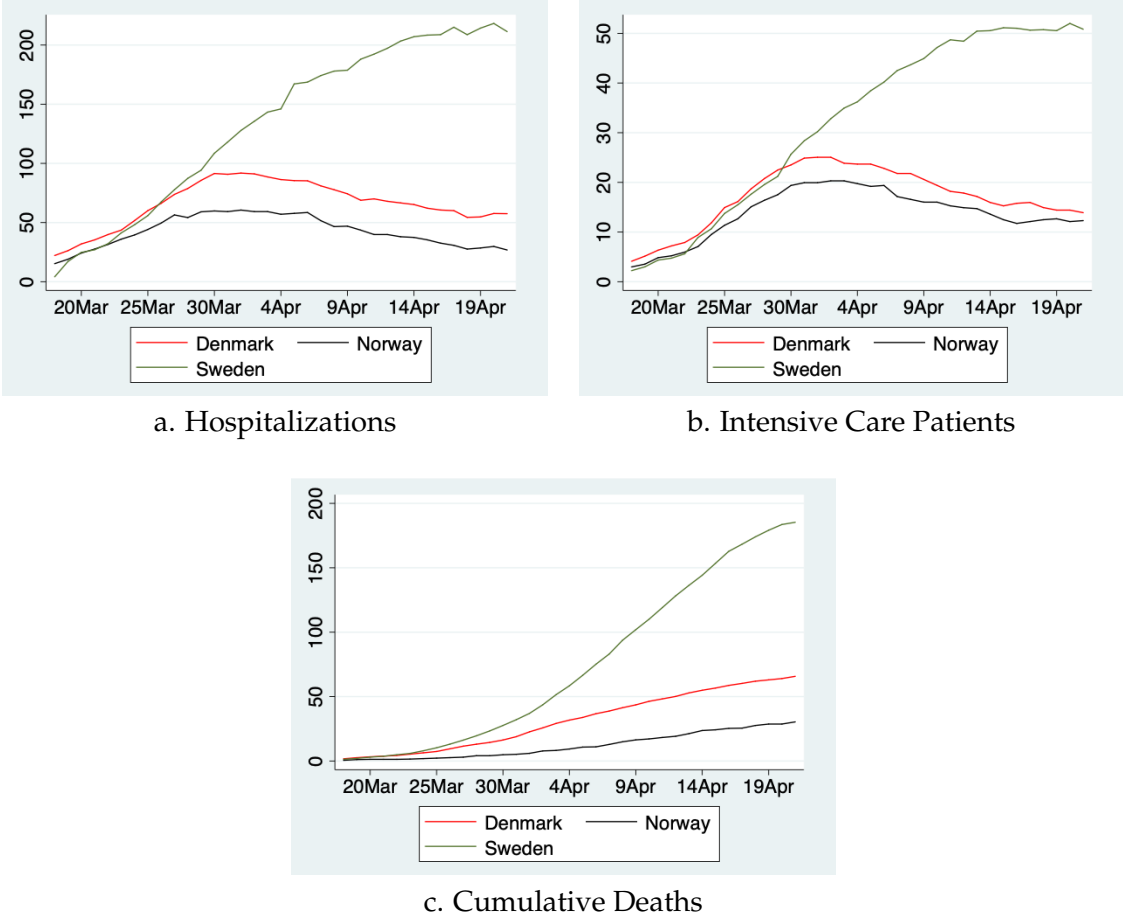 200
150
100
50
0
20Mar 25Mar 30Mar 4Apr 9Apr 14Apr 19Apr
Denmark Norway
Sweden
a. Hospitalizations
50
40
30
20
10
0
20Mar 25Mar 30Mar 4Apr 9Apr 14Apr 19Apr
Denmark Norway
Sweden
b. Intensive Care Patients
200
150
100
50
0
20Mar 25Mar 30Mar 4Apr 9Apr 14Apr 19Apr
Denmark Norway
Sweden
c. Cumulative Deaths